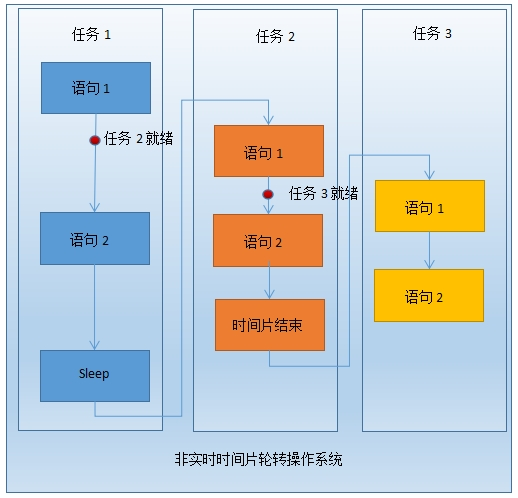 任务 1
语句 1
任务 2 就绪
语句 2
Sleep
任务 2
语句 1
任务 3 就绪
语句 2
时间片结束
任务 3
语句 1
语句 2
非实时时间片轮转操作系统